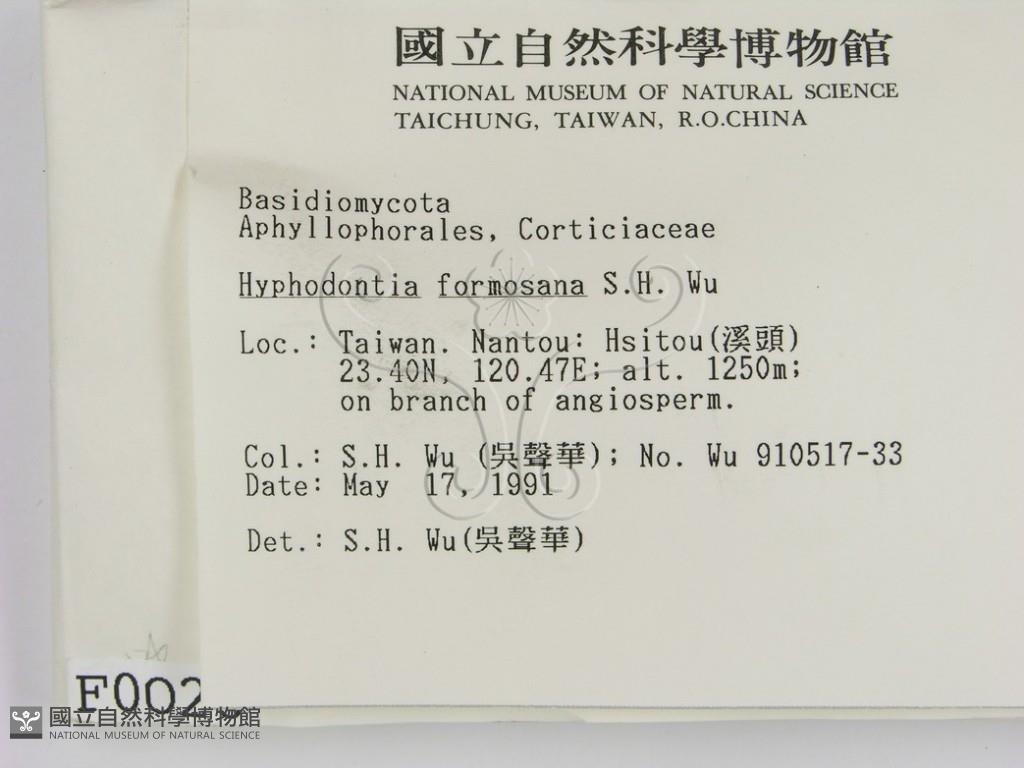 國立自然科學博物館
NATIONAL MUSEUM OF NATURAL SCIENCE
TAICHUNG, TAIWAN, R.O.CHINA
Basidiomycota
Aphyllophorales, Corticiaceae
Hyphodontia formosana S.H. Wu
Loc.: Taiwan. Nantou: Hsitou(溪頭)
23.40N, 120.47E; alt. 1250m;
on branch of angiosperm.
Col.: S.H. Wu (吳聲華); No. Wu 910517-33
Date: May 17, 1991
Det.: S.H. Wu(吳聲華)
F002
國立自然科學博物館
NATIONAL MUSEUM OF NATURAL SCIENCE